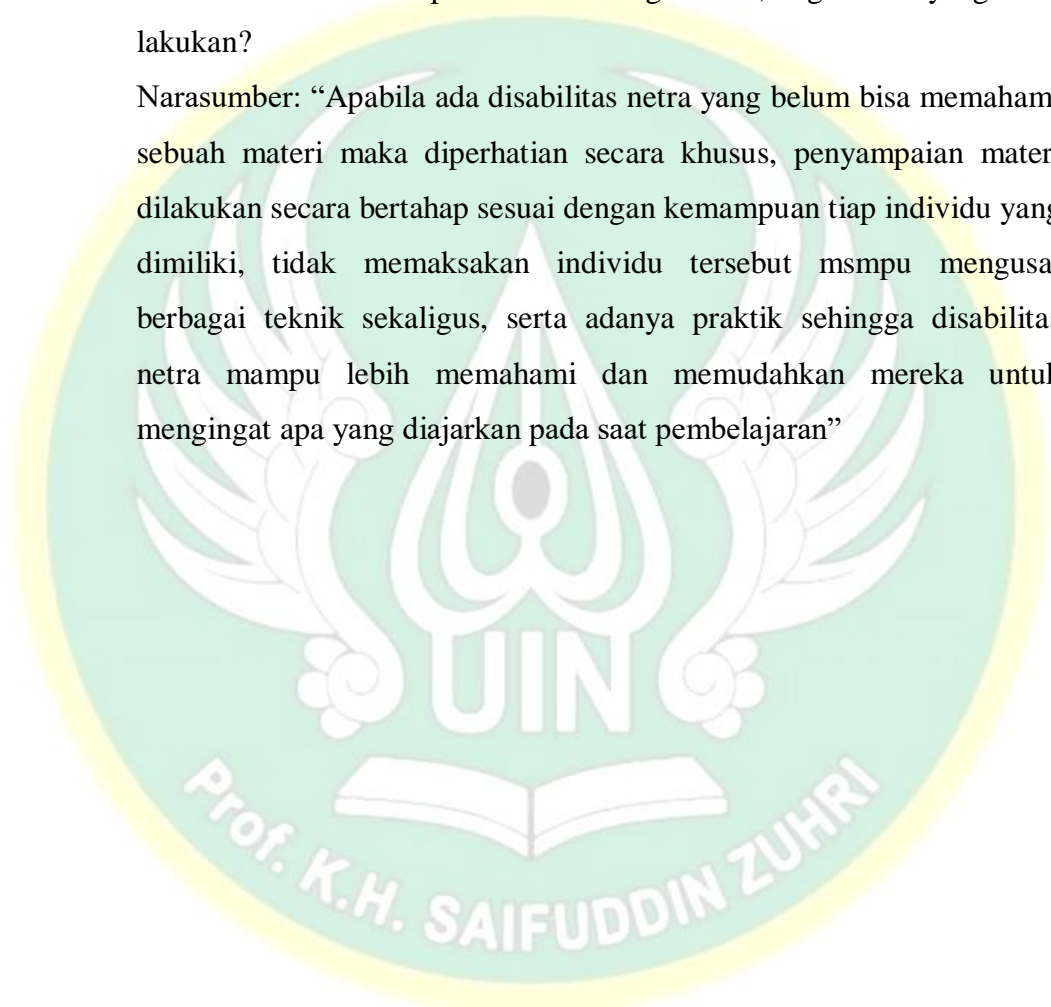 lakukan?
Narasumber: “Apabila ada disabilitas netra yang belum bisa memaham
sebuah materi maka diperhatian secara khusus, penyampaian mater
dilakukan secara bertahap sesuai dengan kemampuan tiap individu yang
dimiliki, tidak memaksakan individu tersebut msmpu mengusa
berbagai teknik sekaligus, serta adanya praktik sehingga disabilita
netra mampu lebih memahami dan memudahkan mereka untu
mengingat apa yang diajarkan pada saat pembelajaran”
UIN
Prof. K.H. SAIFUDDIN ZUHRI